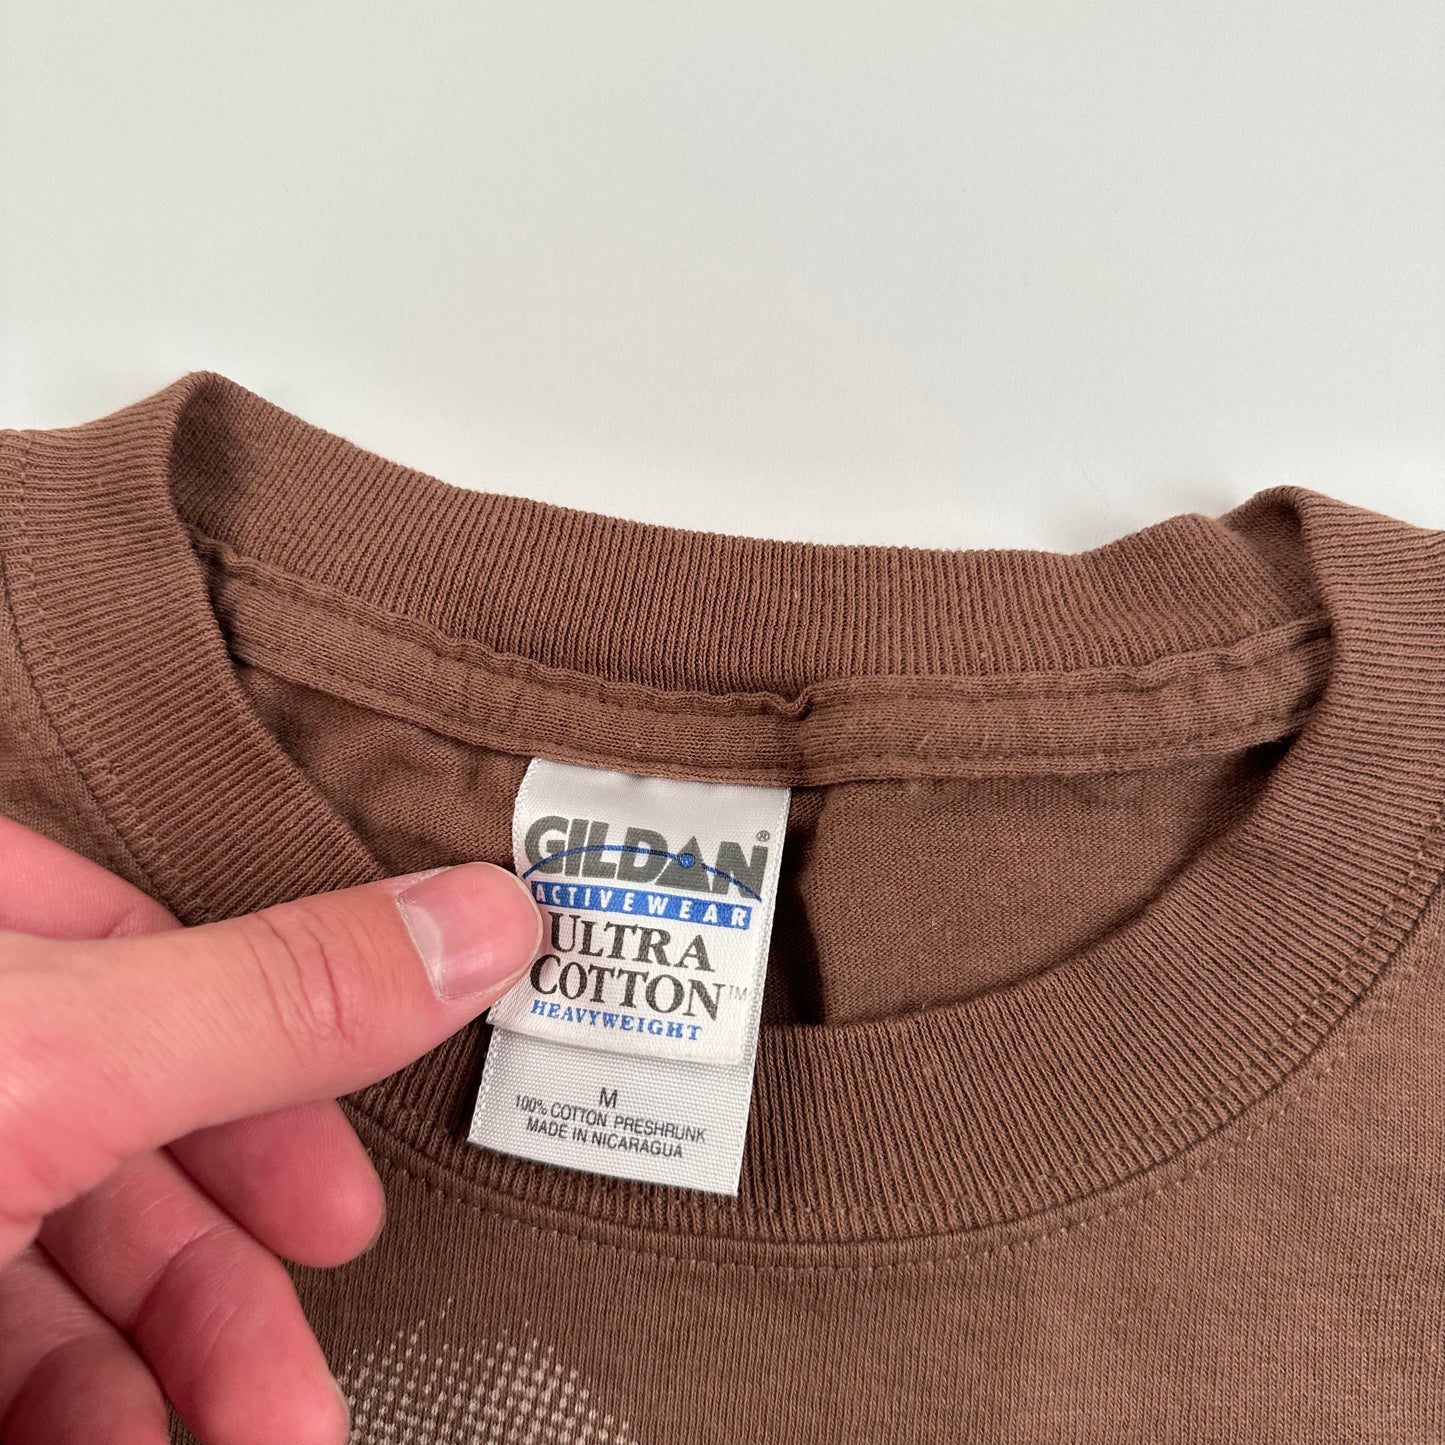 GILDAN®
ACTIVEWEAR
ULTRA
COTTON™
HEAVYWEIGHT
M
100% COTTON PRESHRUNK
MADE IN NICARAGUA